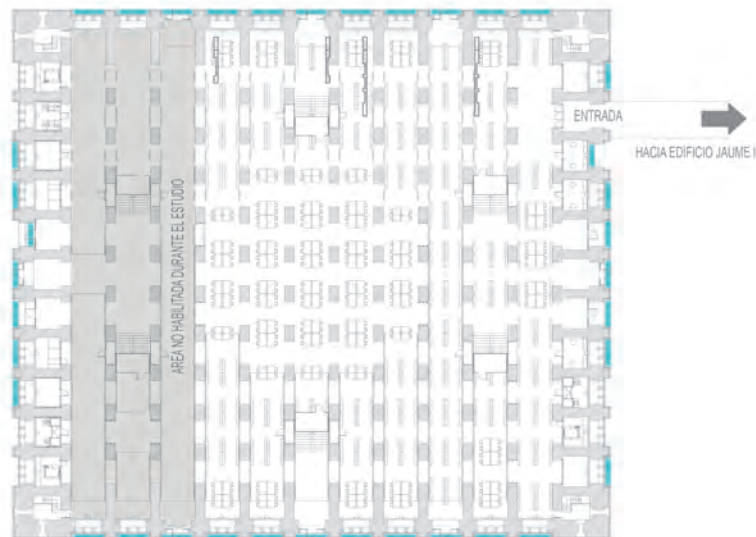 ENTRADA
HACIA EDIFICIO JAUME I
AREA NO HABILITADA DURANTE EL ESTUDIO